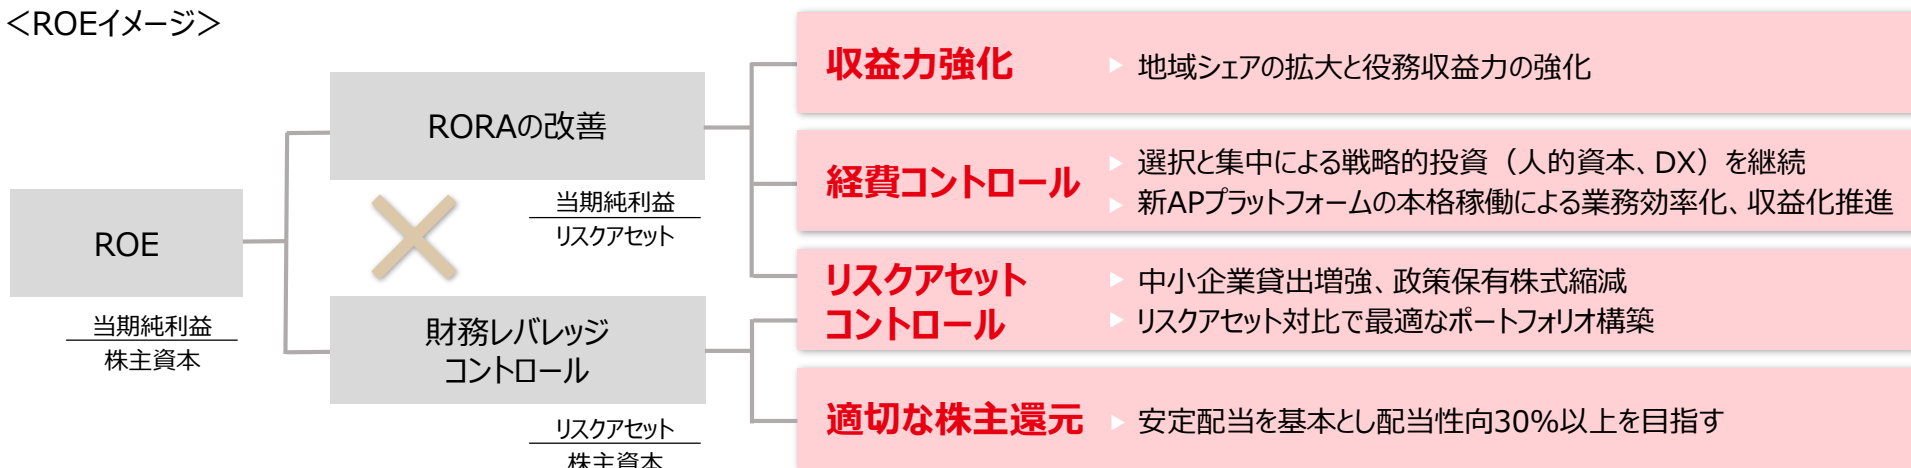 ＜ROEイメージ＞
ROE
当期純利益
株主資本
RORAの改善
当期純利益
リスクアセット
財務レバレッジ
コントロール
リスクアセット
株主資本
収益力強化
地域シェアの拡大と役務収益力の強化
経費コントロール
選択と集中による戦略的投資（人的資本、DX）を継続
新APプラットフォームの本格稼働による業務効率化、収益化推進
リスクアセット
コントロール
中小企業貸出増強、政策保有株式縮減
リスクアセット対比で最適なポートフォリオ構築
適切な株主還元
安定配当を基本とし配当性向30%以上を目指す